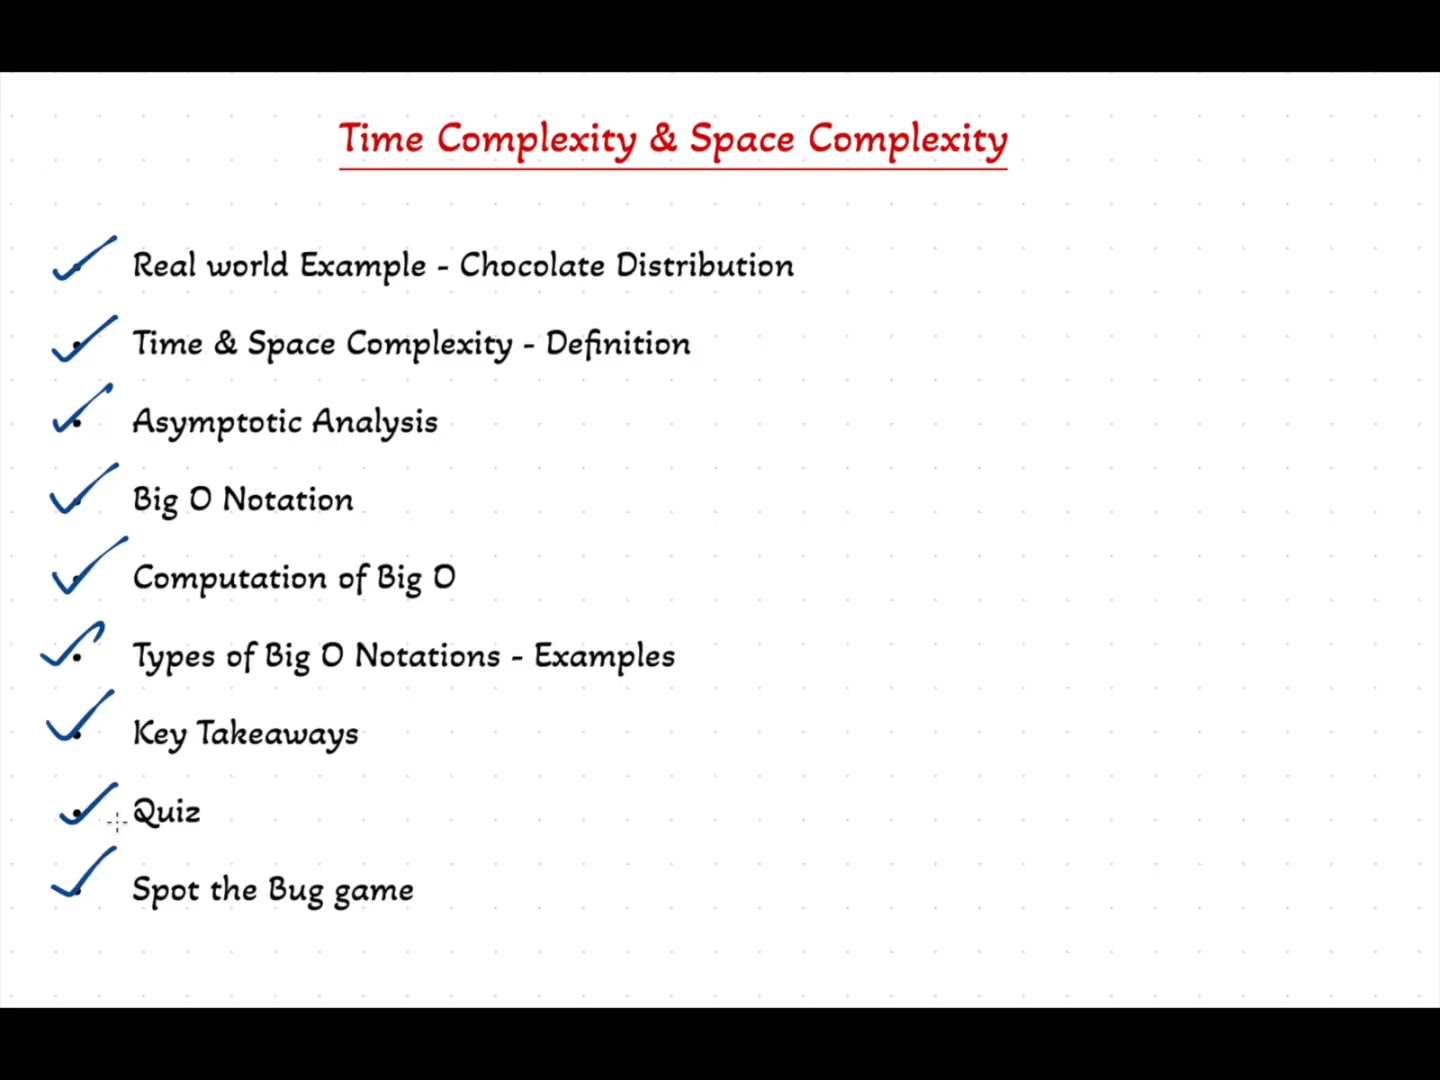 Time Complexity & Space Complexity
Real world Example - Chocolate Distribution
Time & Space Complexity - Definition
Asymptotic Analysis
Big O Notation
Computation of Big O
Types of Big O Notations - Examples
Key Takeaways
Quiz
Spot the Bug game